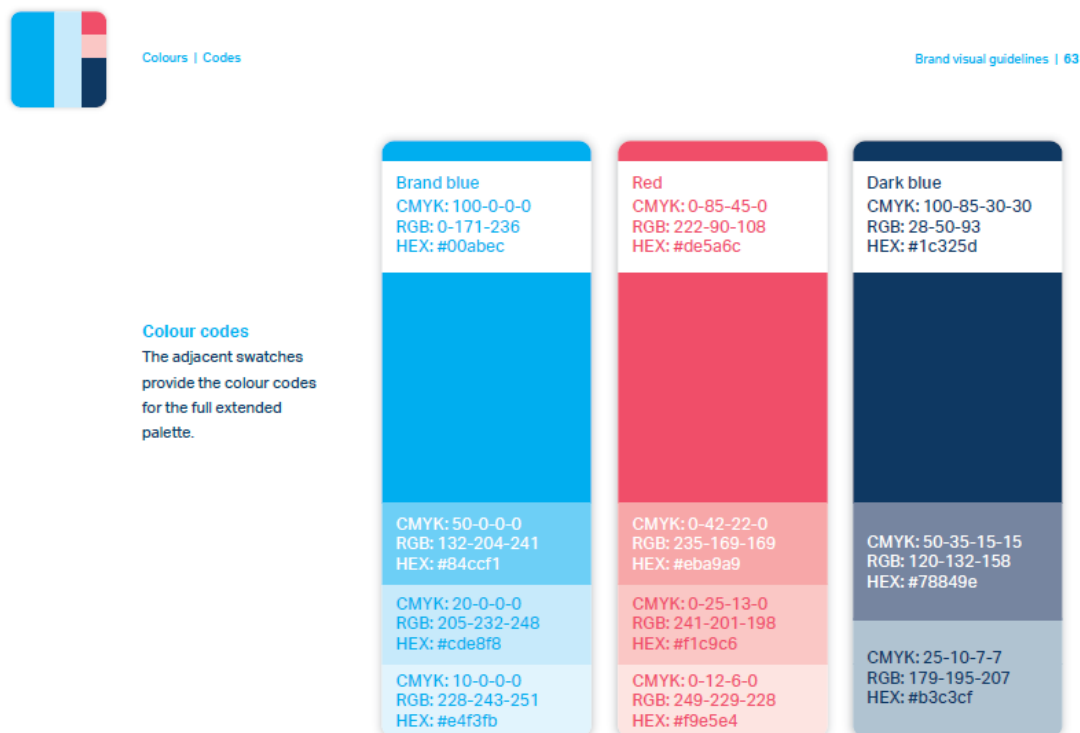 Colours | Codes
Brand visual guidelines | 63
Colour codes
The adjacent swatches
provide the colour codes
for the full extended
palette.
Brand blue
CMYK: 100-0-0-0
RGB: 0-171-236
HEX: #00abec
CMYK: 50-0-0-0
RGB: 132-204-241
HEX: #84ccf1
CMYK: 20-0-0-0
RGB: 205-232-248
HEX: #cde8f8
CMYK: 10-0-0-0
RGB: 228-243-251
HEX: #e4f3fb
Red
CMYK: 0-85-45-0
RGB: 222-90-108
HEX: #de5a6c
CMYK: 0-42-22-0
RGB: 235-169-169
HEX: #eba9a9
CMYK: 0-25-13-0
RGB: 241-201-198
HEX: #f1c9c6
CMYK: 0-12-6-0
RGB: 249-229-228
HEX: #f9e5e4
Dark blue
CMYK: 100-85-30-30
RGB: 28-50-93
HEX: #1c325d
CMYK: 50-35-15-15
RGB: 120-132-158
HEX: #78849e
CMYK: 25-10-7-7
RGB: 179-195-207
HEX: #b3c3cf